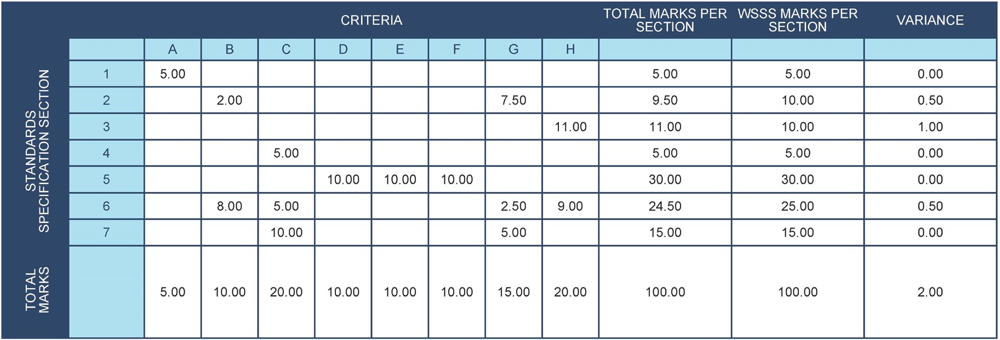 CRITERIA
TOTAL MARKS PER
SECTION
WSSS MARKS PER
SECTION
VARIANCE
A B C D E F G H
STANDARDS
SPECIFICATION SECTION
1 5.00 5.00 5.00 0.00
2 2.00 7.50 9.50 10.00 0.50
3 11.00 11.00 10.00 1.00
4 5.00 5.00 5.00 0.00
5 10.00 10.00 10.00 30.00 30.00 0.00
6 8.00 5.00 2.50 9.00 24.50 25.00 0.50
7 10.00 5.00 15.00 15.00 0.00
TOTAL
MARKS
5.00 10.00 20.00 10.00 10.00 10.00 15.00 20.00 100.00 100.00 2.00